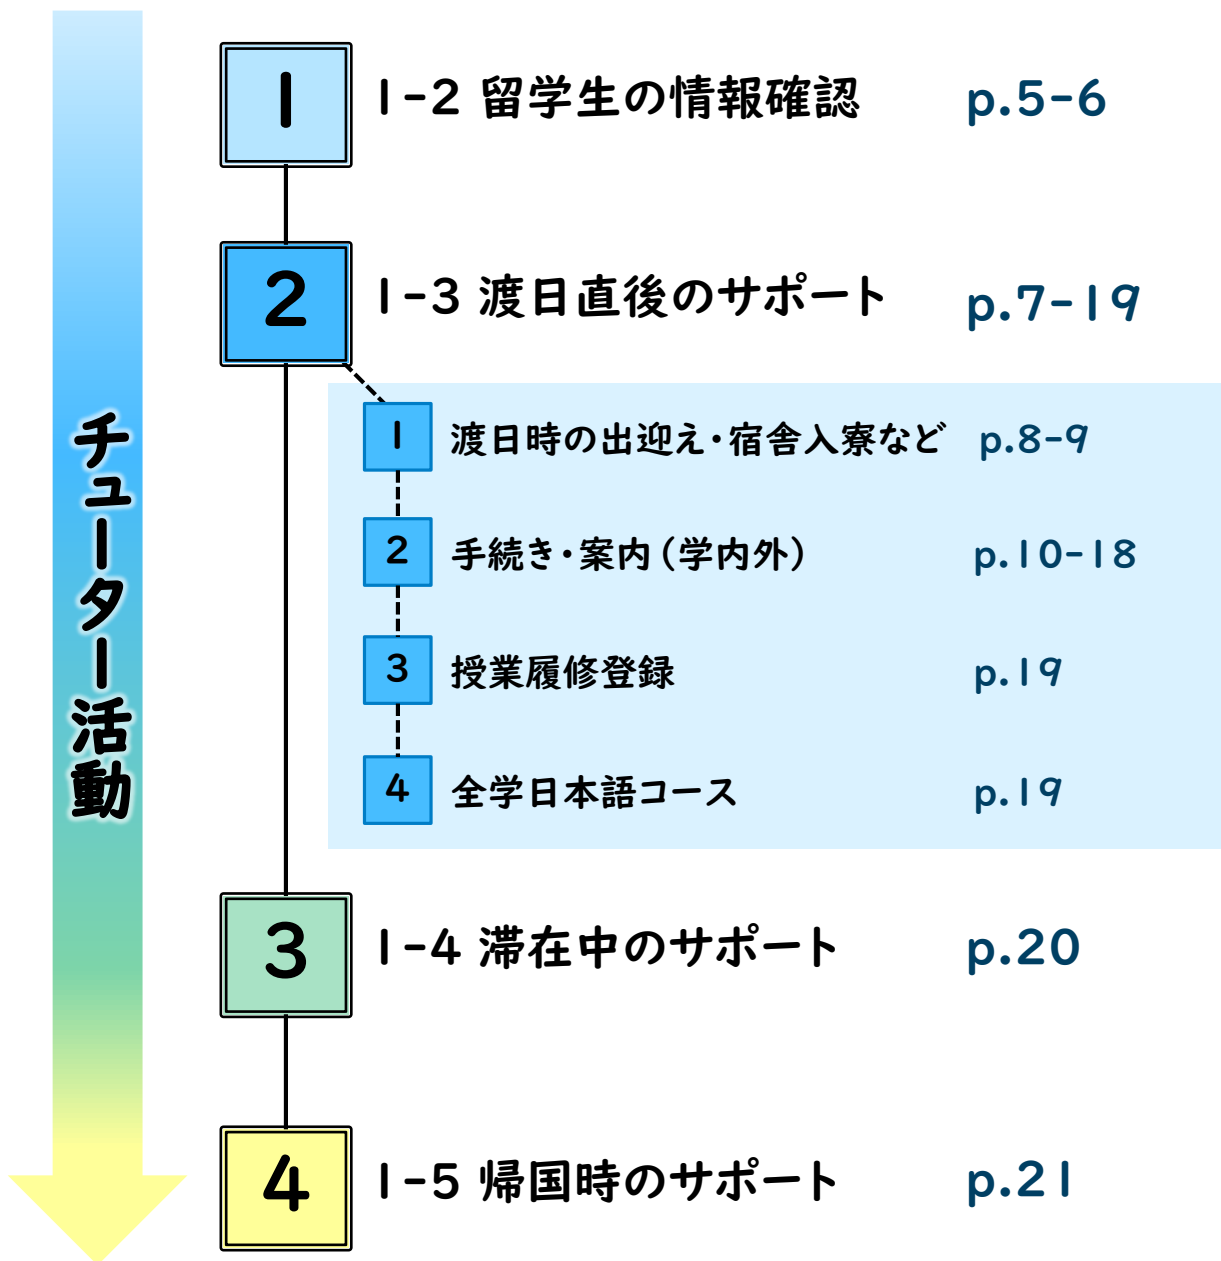 チューター活動
1
1-2 留学生の情報確認 p.5-6
2
1-3 渡日直後のサポート p.7-19
1 渡日時の出迎え・宿舎入寮など p.8-9
2 手続き・案内(学内外) p.10-18
3 授業履修登録 p.19
4 全学日本語コース p.19
3
1-4 滞在中のサポート p.20
4
1-5 帰国時のサポート p.21